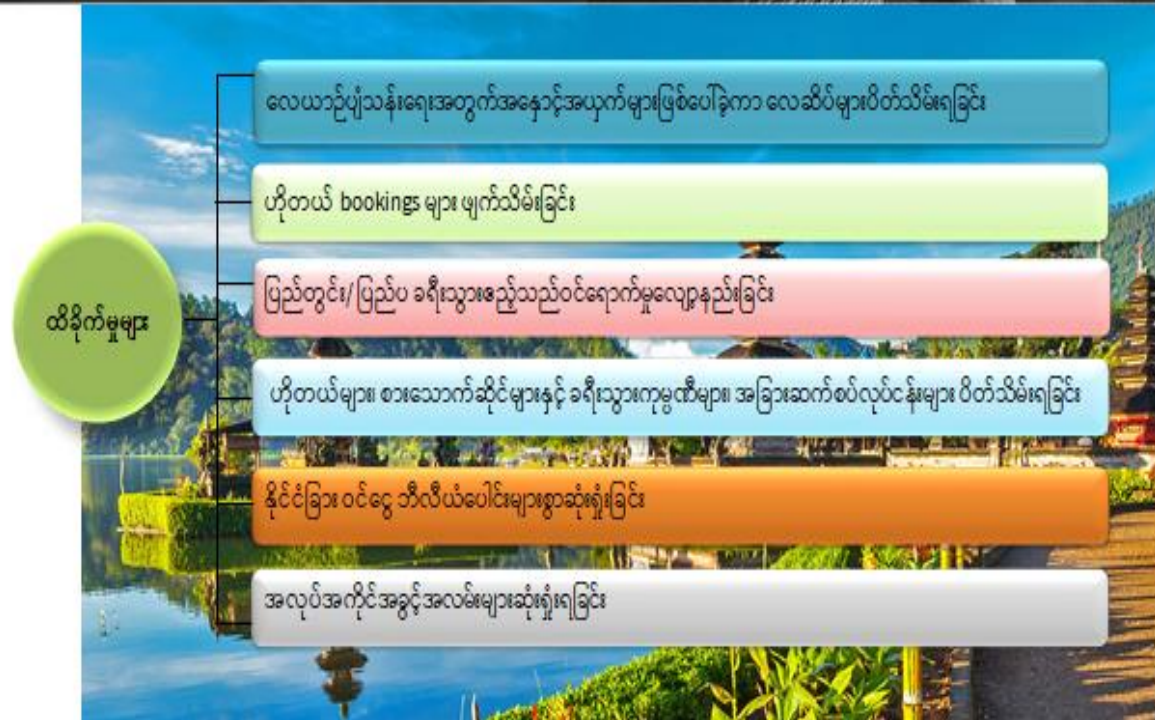 ထိခိုက်မှုများ
လေယာဉ်ပျံသန်းရေးအတွက်အနှောင့်အယှက်များဖြစ်ပေါ်ခဲ့ကာ လေဆိပ်များပိတ်သိမ်းရခြင်း
ဟိုတယ် bookings များ ဖျက်သိမ်းခြင်း
ပြည်တွင်း/ ပြည်ပ ခရီးသွားဧည့်သည်ဝင်ရောက်မှုလျော့နည်းခြင်း
ဟိုတယ်များ၊ စားသောက်ဆိုင်များနှင့် ခရီးသွားကုမ္ပဏီများ၊ အခြားဆက်စပ်လုပ်ငန်းများ ပိတ်သိမ်းရခြင်း
နိုင်ငံခြား ဝင်ငွေ ဘီလီယံပေါင်းများစွာဆုံးရှုံးခြင်း
အလုပ်အကိုင်အခွင့်အလမ်းများဆုံးရှုံးရခြင်း